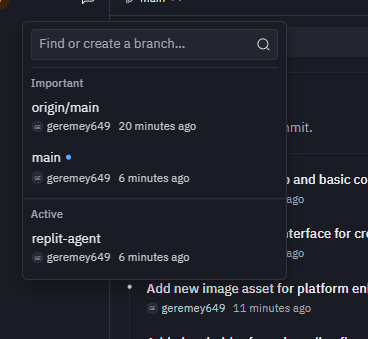 main
Find or create a branch...
Important
origin/main
geremey649 20 minutes ago
mmit.
main
geremey649 6 minutes ago
and basic co
ago
Active
nterface for cre
replit-agent
ago
geremey649 6 minutes ago
Add new image asset for platform enh
geremey649 11 minutes ago